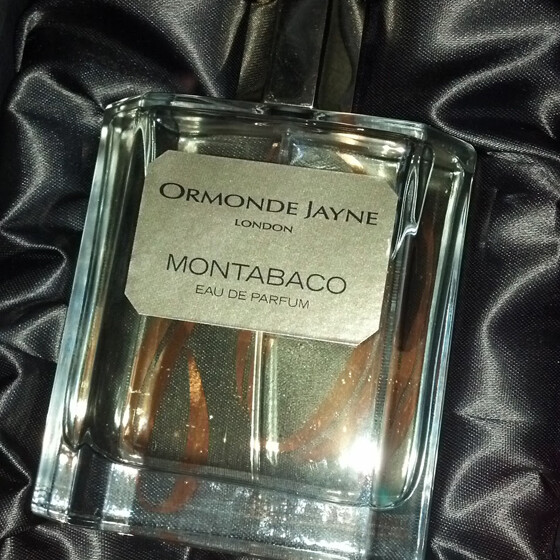 ORMONDE JAYNE
LONDON
MONTABACO
EAU DE PARFUM